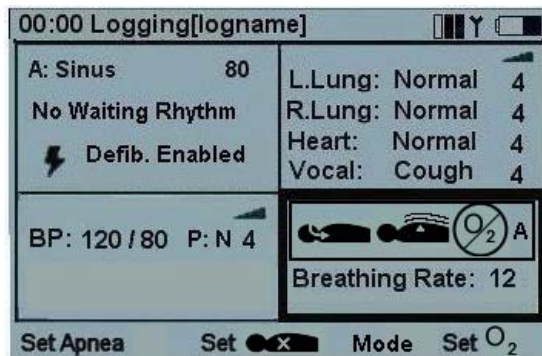 00:00 Logging[logname]
A: Sinus 80
No Waiting Rhythm
Defib. Enabled
L.Lung: Normal 4
R.Lung: Normal 4
Heart: Normal 4
Vocal: Cough 4
BP: 120 / 80 P: N 4
O2 A
Breathing Rate: 12
Set Apnea Set Mode Set O2